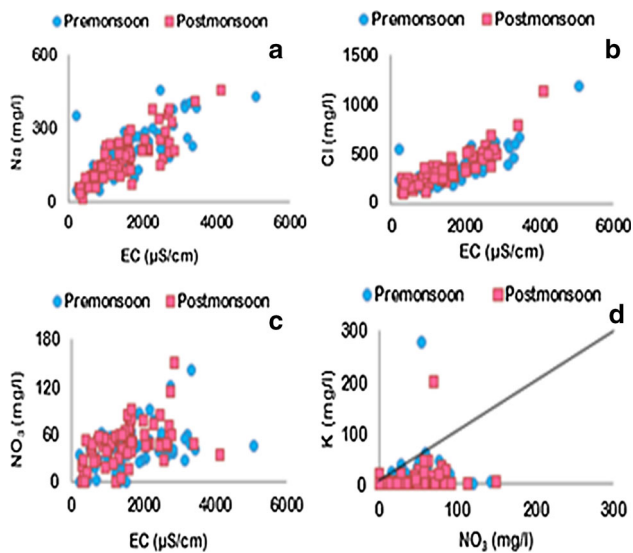 Premonsoon Postmonsoon
a
600
300
0
Na (mg/l)
0 2000 4000 6000
EC (µS/cm)
Premonsoon Postmonsoon
b
1500
1000
500
0
Cl (mg/l)
0 2000 4000 6000
EC (µS/cm)
Premonsoon Postmonsoon
c
180
120
60
0
NO₃ (mg/l)
0 2000 4000 6000
EC (µS/cm)
Premonsoon Postmonsoon
d
300
200
100
0
K (mg/l)
0 100 200 300
NO₃ (mg/l)